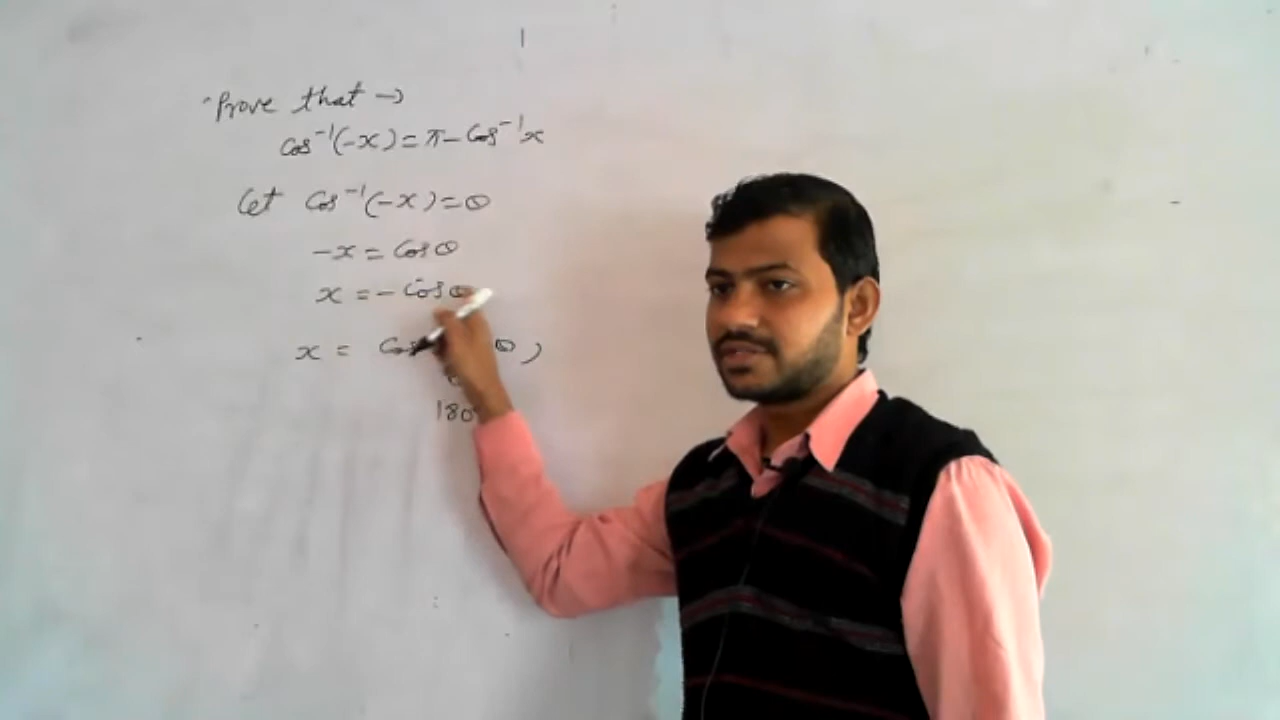 Prove that →
Cos⁻¹(-x) = π - Cos⁻¹x
Let Cos⁻¹(-x) = θ
-x = Cosθ
x = - Cosθ
x = Cos θ)
180